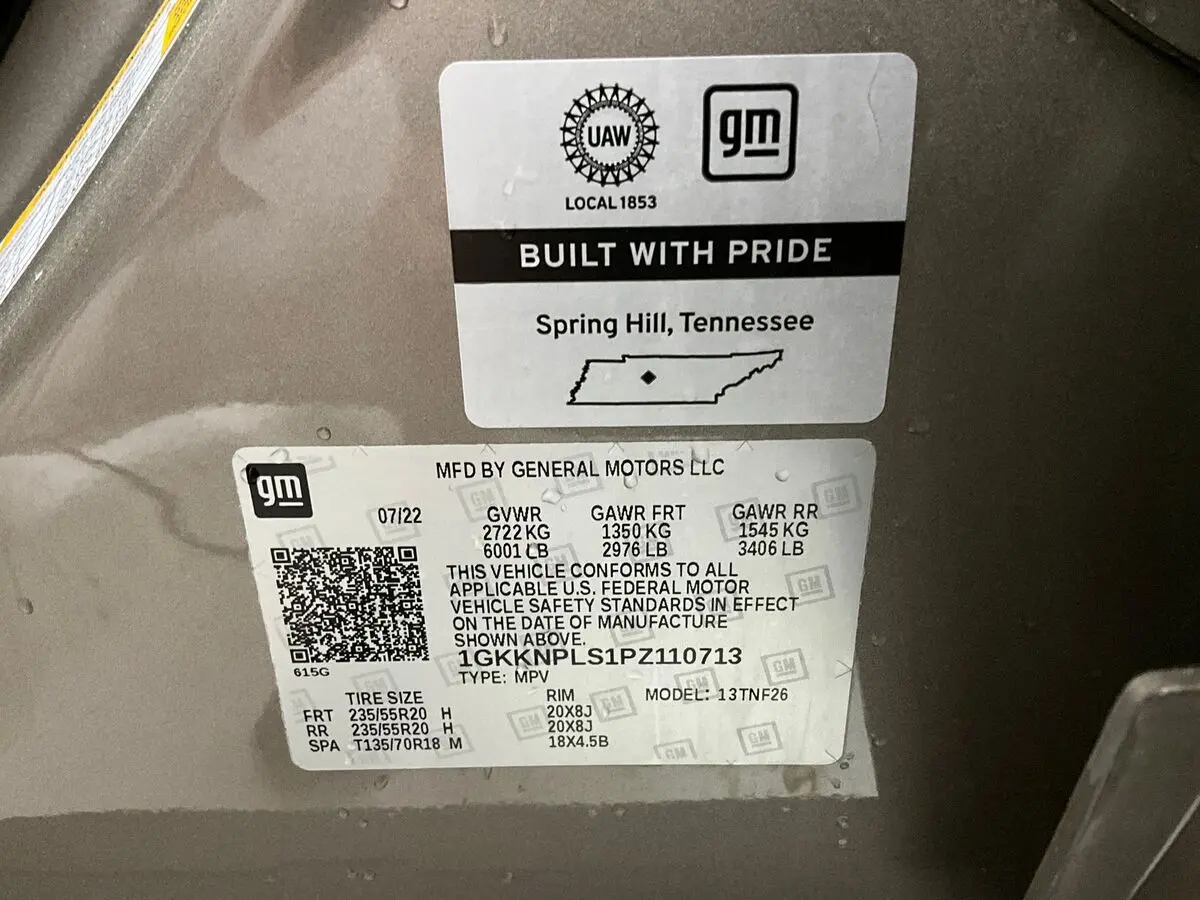 UAW
gm
LOCAL 1853
BUILT WITH PRIDE
Spring Hill, Tennessee
gm
MFD BY GENERAL MOTORS LLC
07/22 GVWR GAWR FRT GAWR RR
2722 KG 1350 KG 1545 KG
6001 LB 2976 LB 3406 LB
THIS VEHICLE CONFORMS TO ALL
APPLICABLE U.S. FEDERAL MOTOR
VEHICLE SAFETY STANDARDS IN EFFECT
ON THE DATE OF MANUFACTURE
SHOWN ABOVE.
1GKKNPLS1PZ110713
615G
TYPE: MPV
TIRE SIZE RIM MODEL: 13TNF26
FRT 235/55R20 H 20X8J
RR 235/55R20 H 20X8J
SPA T135/70R18 M 18X4.5B